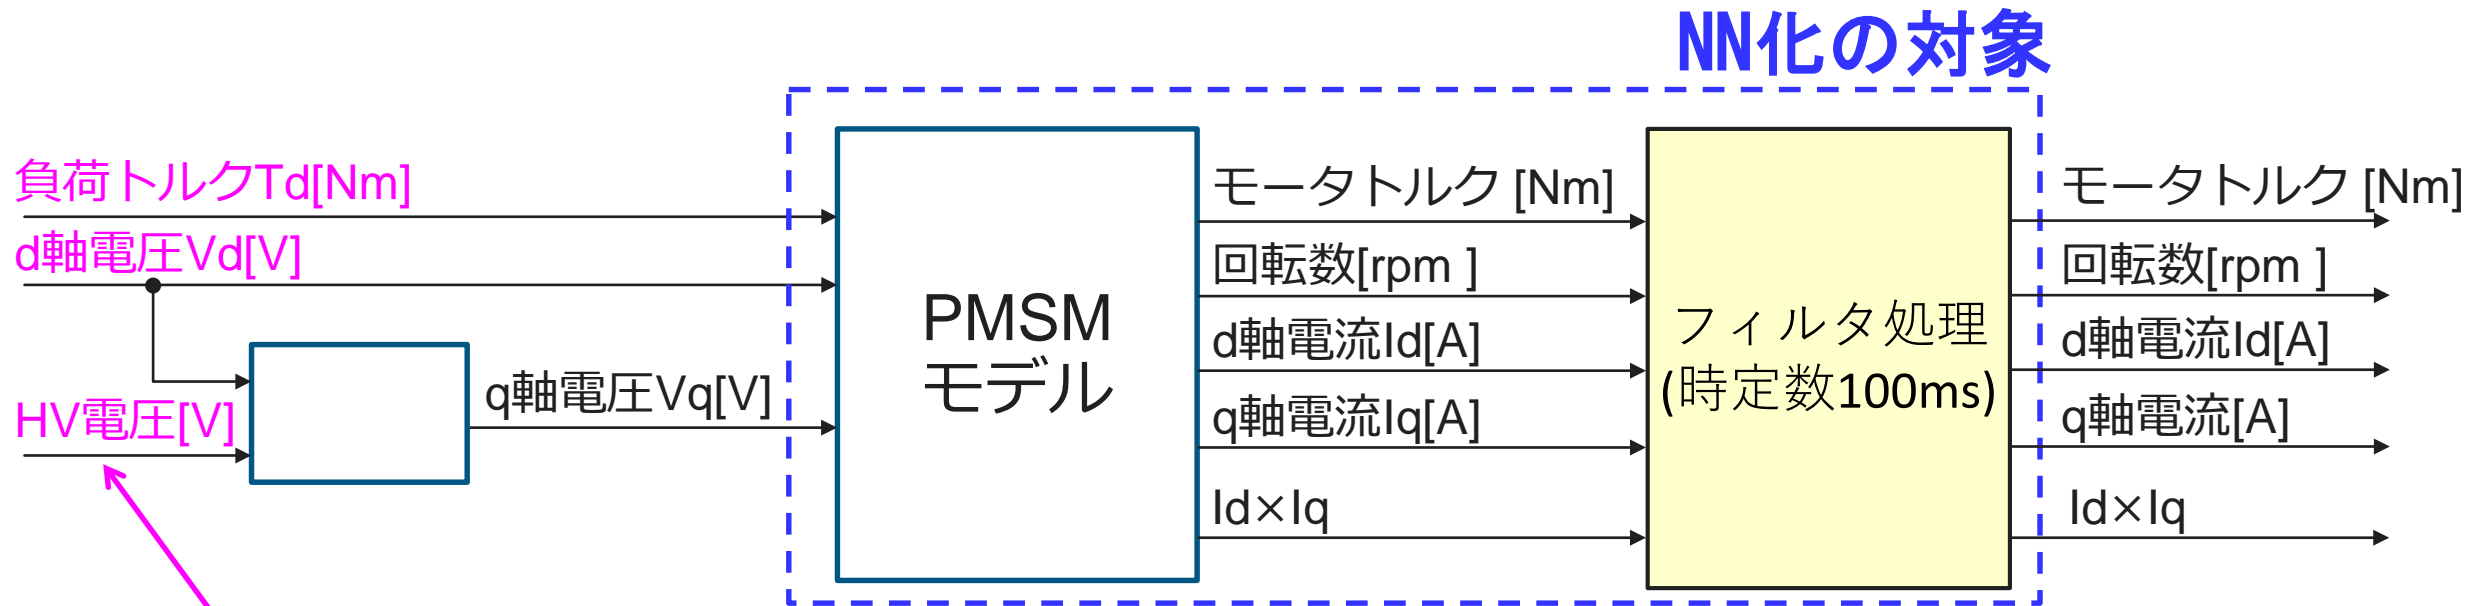 NN化の対象
負荷トルクTd[Nm]
d軸電圧Vd[V]
HV電圧[V]
q軸電圧Vq[V]
PMSM
モデル
モータトルク [Nm]
回転数[rpm ]
d軸電流Id[A]
q軸電流Iq[A]
Id×Iq
フィルタ処理
(時定数100ms)
モータトルク [Nm]
回転数[rpm ]
d軸電流Id[A]
q軸電流[A]
Id×Iq